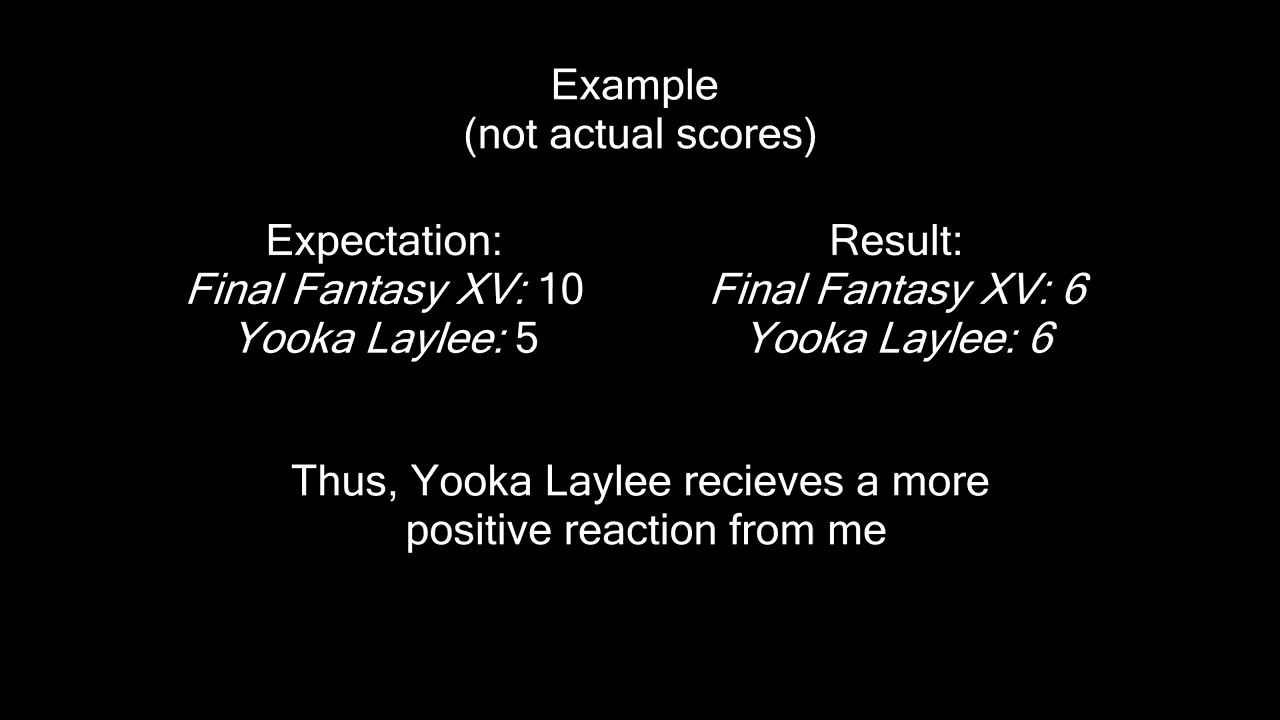 Example
(not actual scores)
Expectation:
Final Fantasy XV: 10
Yooka Laylee: 5
Result:
Final Fantasy XV: 6
Yooka Laylee: 6
Thus, Yooka Laylee recieves a more
positive reaction from me